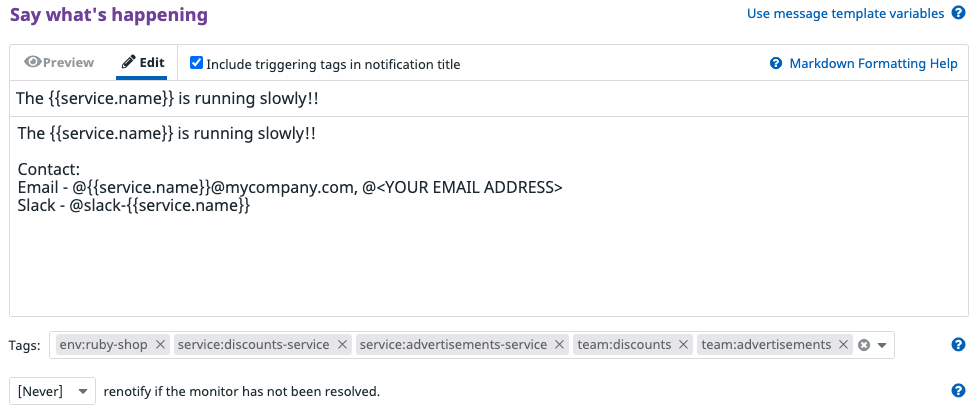 Say what's happening
Use message template variables ?
Preview Edit Include triggering tags in notification title ? Markdown Formatting Help
The {{service.name}} is running slowly!!
The {{service.name}} is running slowly!!
Contact:
Email - @{{service.name}}@mycompany.com, @<YOUR EMAIL ADDRESS>
Slack - @slack-{{service.name}}
Tags: env:ruby-shop × service:discounts-service × service:advertisements-service × team:discounts × team:advertisements × ?
[Never] renotify if the monitor has not been resolved. ?